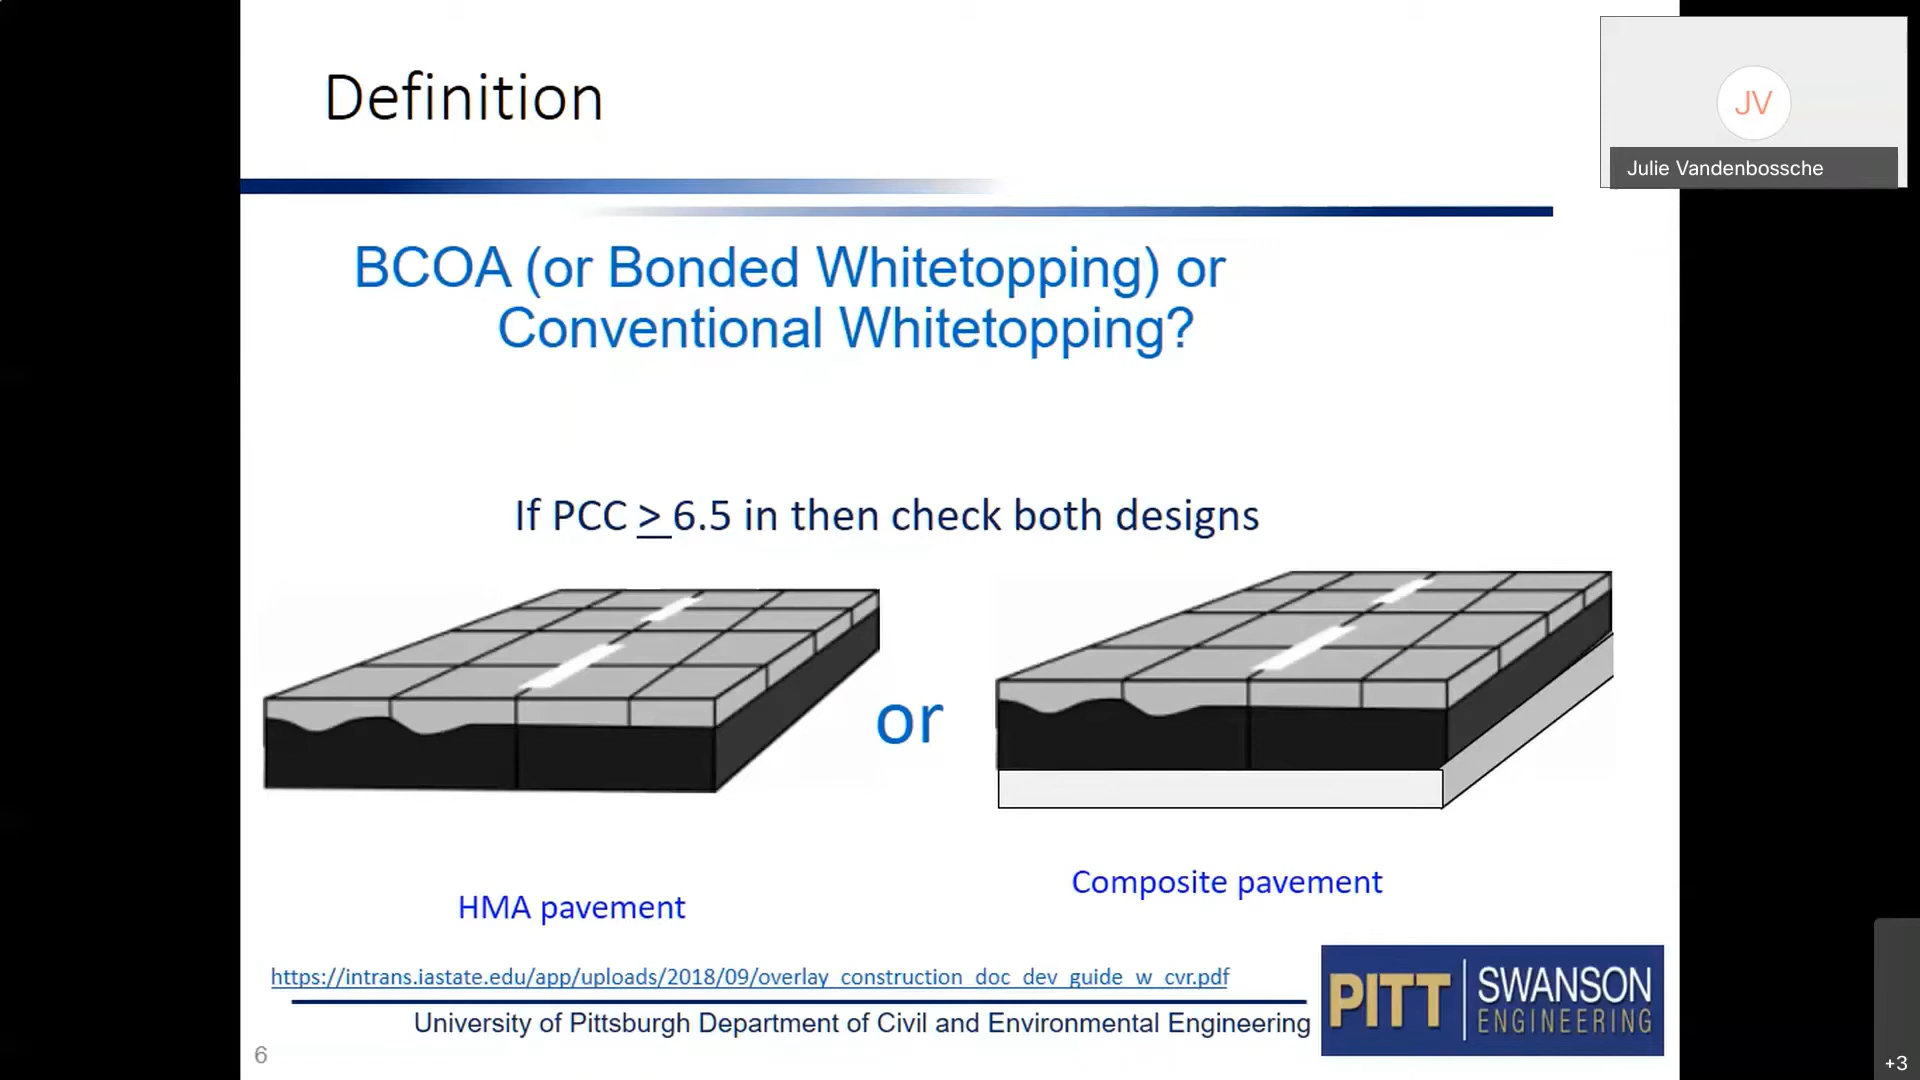 Definition
JV
Julie Vandenbossche
BCOA (or Bonded Whitetopping) or
Conventional Whitetopping?
If PCC > 6.5 in then check both designs
or
HMA pavement
Composite pavement
https://intrans.iastate.edu/app/uploads/2018/09/overlay_construction_doc_dev_guide_w_cvr.pdf
University of Pittsburgh Department of Civil and Environmental Engineering
PITT
SWANSON
ENGINEERING
6
+3